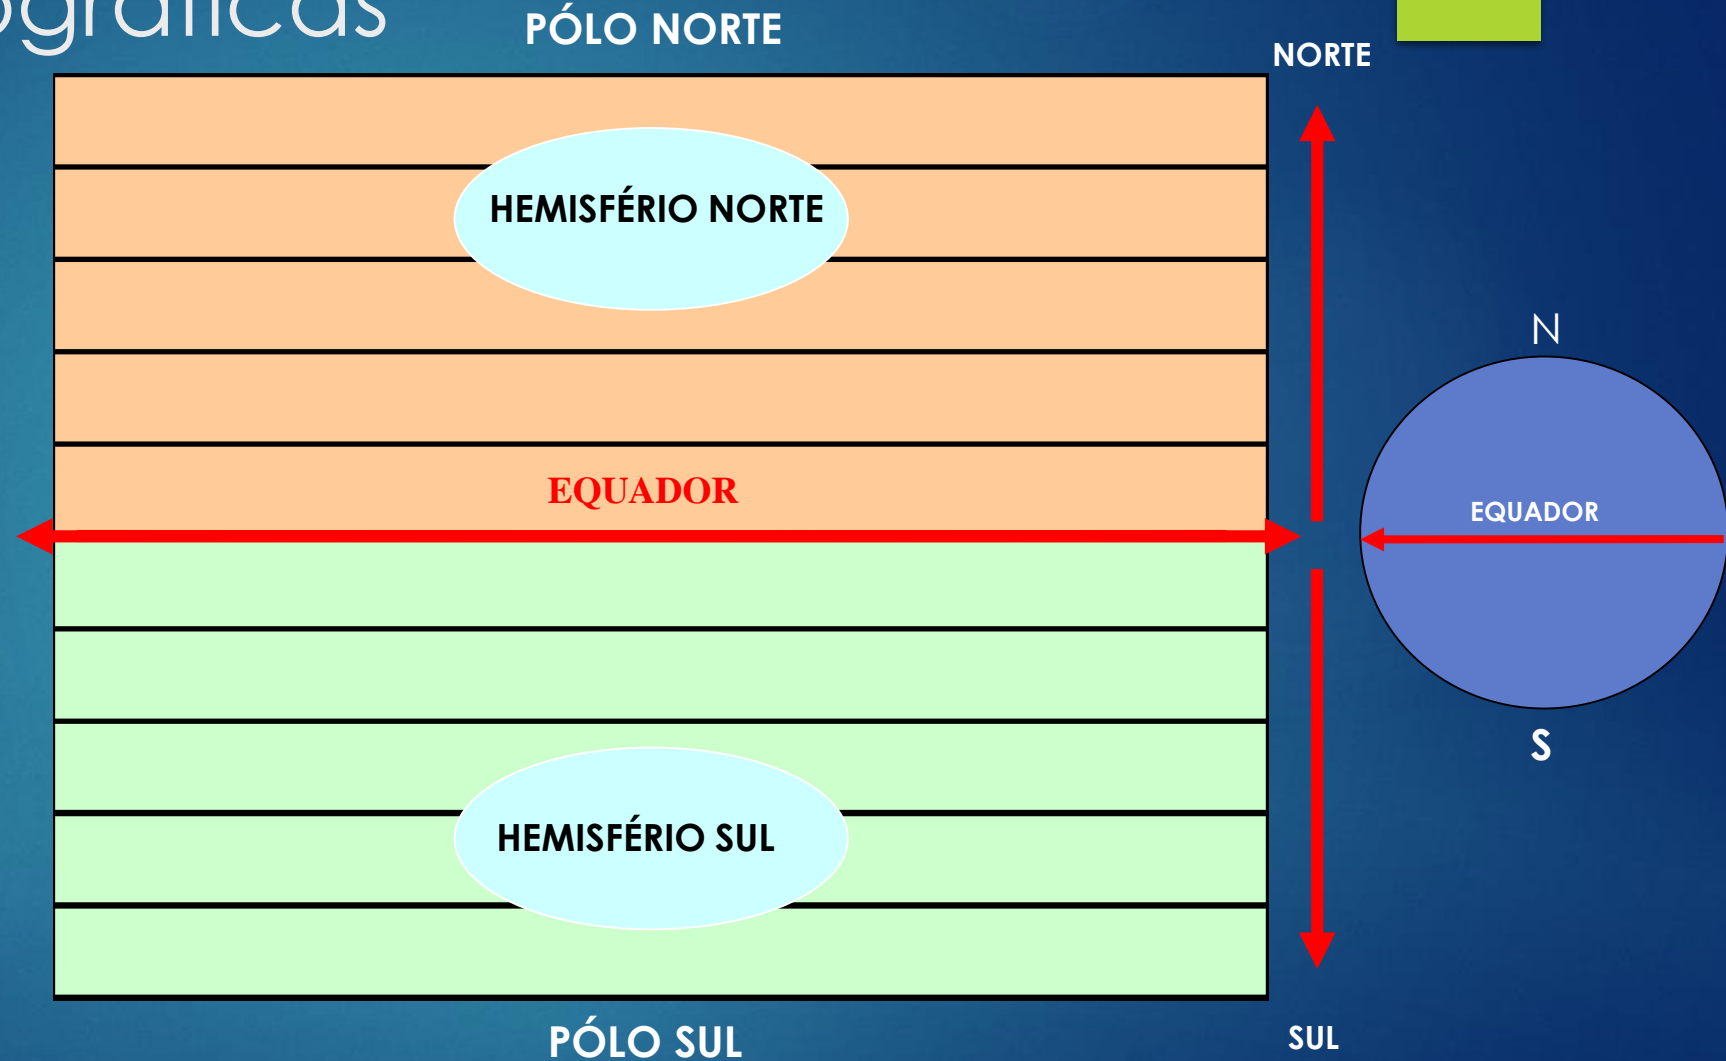 PÓLO NORTE
NORTE
HEMISFÉRIO NORTE
N
EQUADOR
EQUADOR
S
HEMISFÉRIO SUL
PÓLO SUL
SUL